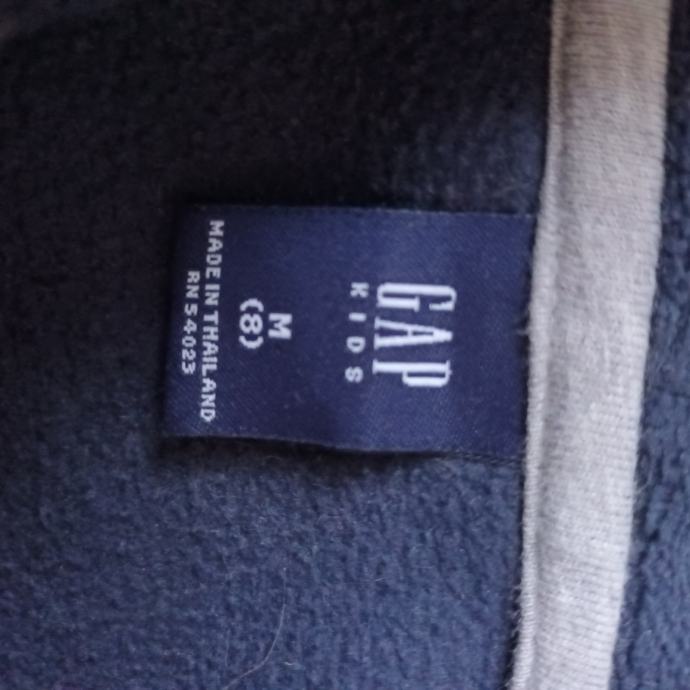 GAP
KIDS
M
(8)
MADE IN THAILAND
RN 54023